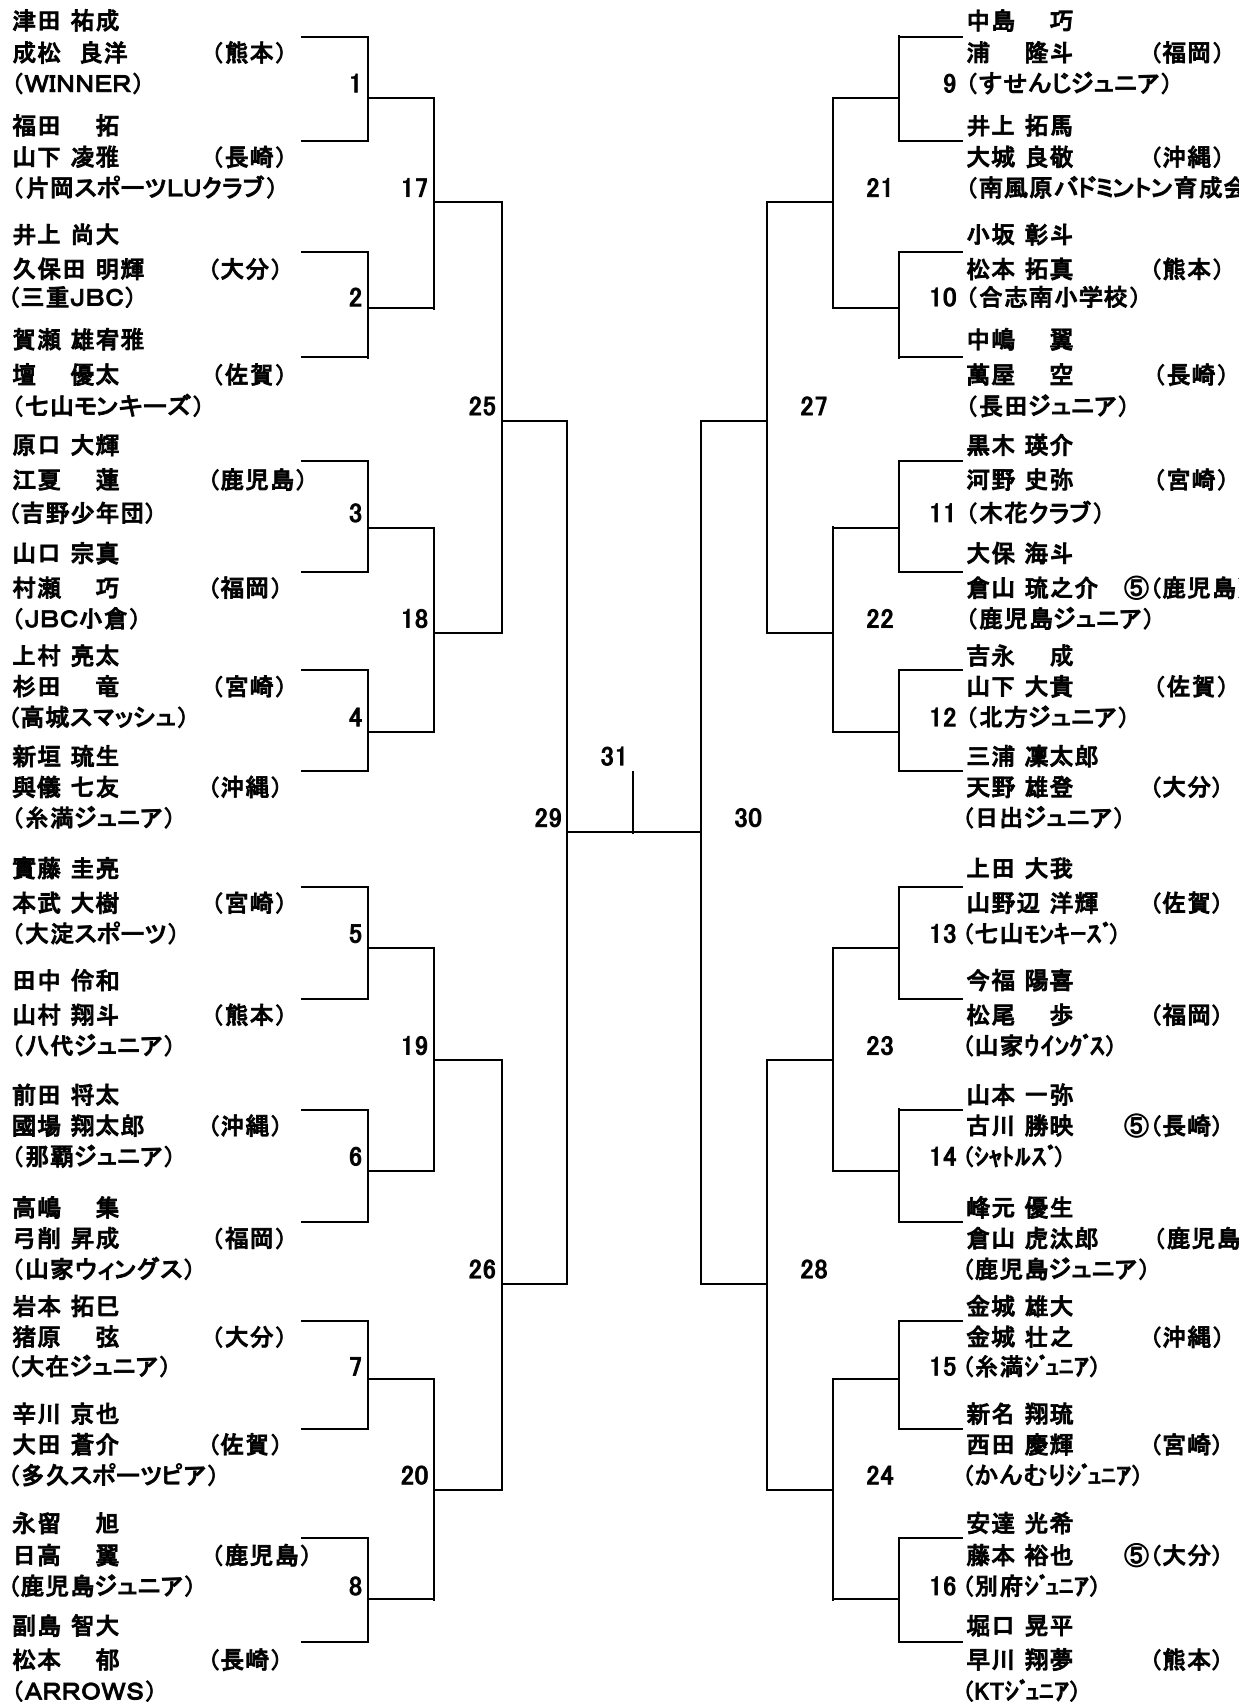 津田 祐成
成松 良洋 （熊本）
（WINNER）
1
福田 拓
山下 凌雅 （長崎）
（片岡スポーツLUクラブ）
17
井上 尚大
久保田 明輝 （大分）
（三重JBC）
2
賀瀬 雄宥雅
壇 優太 （佐賀）
（七山モンキーズ）
25
原口 大輝
江夏 蓮 （鹿児島）
（吉野少年団）
3
山口 宗真
村瀬 巧 （福岡）
（JBC小倉）
18
上村 亮太
杉田 竜 （宮崎）
（高城スマッシュ）
4
新垣 琉生
與儀 七友 （沖縄）
（糸満ジュニア）
29
31
實藤 圭亮
本武 大樹 （宮崎）
（大淀スポーツ）
5
田中 伶和
山村 翔斗 （熊本）
（八代ジュニア）
19
前田 将太
國場 翔太郎 （沖縄）
（那覇ジュニア）
6
高嶋 集
弓削 昇成 （福岡）
（山家ウィングス）
26
岩本 拓巳
猪原 弦 （大分）
（大在ジュニア）
7
辛川 京也
大田 蒼介 （佐賀）
（多久スポーツピア）
20
永留 旭
日高 翼 （鹿児島）
（鹿児島ジュニア）
8
副島 智大
松本 郁 （長崎）
（ARROWS）
中島 巧
浦 隆斗 （福岡）
9 （すせんじジュニア）
井上 拓馬
大城 良敬 （沖縄）
21 （南風原バドミントン育成会
小坂 彰斗
松本 拓真 （熊本）
10 （合志南小学校）
中嶋 翼
萬屋 空 （長崎）
27 （長田ジュニア）
黒木 瑛介
河野 史弥 （宮崎）
11 （木花クラブ）
大保 海斗
倉山 琉之介 ⑤（鹿児島）
22 （鹿児島ジュニア）
吉永 成
山下 大貴 （佐賀）
12 （北方ジュニア）
三浦 凜太郎
天野 雄登 （大分）
30 （日出ジュニア）
上田 大我
山野辺 洋輝 （佐賀）
13 （七山ﾓﾝｷｰｽﾞ）
今福 陽喜
松尾 歩 （福岡）
23 （山家ｳｲﾝｸﾞｽ）
山本 一弥
古川 勝映 ⑤（長崎）
14 （ｼｬﾄﾙｽﾞ）
峰元 優生
倉山 虎汰郎 （鹿児島
28 （鹿児島ジュニア）
金城 雄大
金城 壮之 （沖縄）
15 （糸満ｼﾞｭﾆｱ）
新名 翔琉
西田 慶輝 （宮崎）
24 （かんむりｼﾞｭﾆｱ）
安達 光希
藤本 裕也 ⑤（大分）
16 （別府ｼﾞｭﾆｱ）
堀口 晃平
早川 翔夢 （熊本）
（KTｼﾞｭﾆｱ）